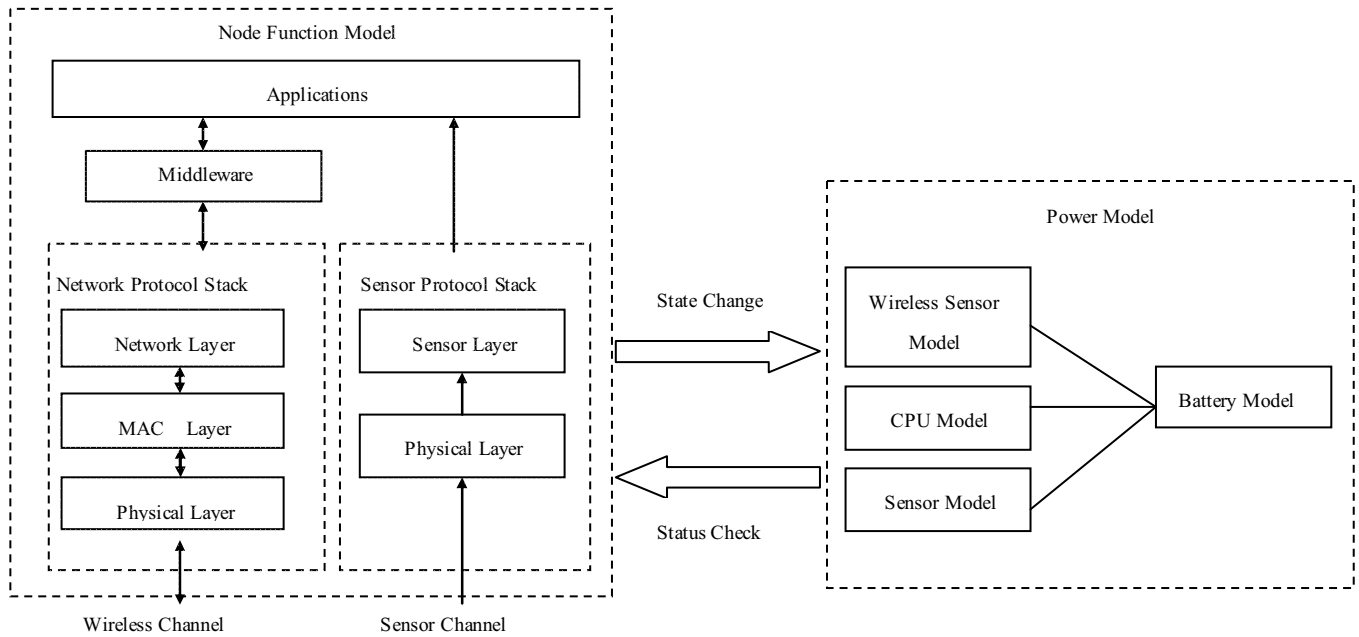 Node Function Model
Applications
Middleware
Network Protocol Stack
Network Layer
MAC Layer
Physical Layer
Wireless Channel
Sensor Protocol Stack
Sensor Layer
Physical Layer
Sensor Channel
State Change
Status Check
Power Model
Wireless Sensor
Model
CPU Model
Sensor Model
Battery Model